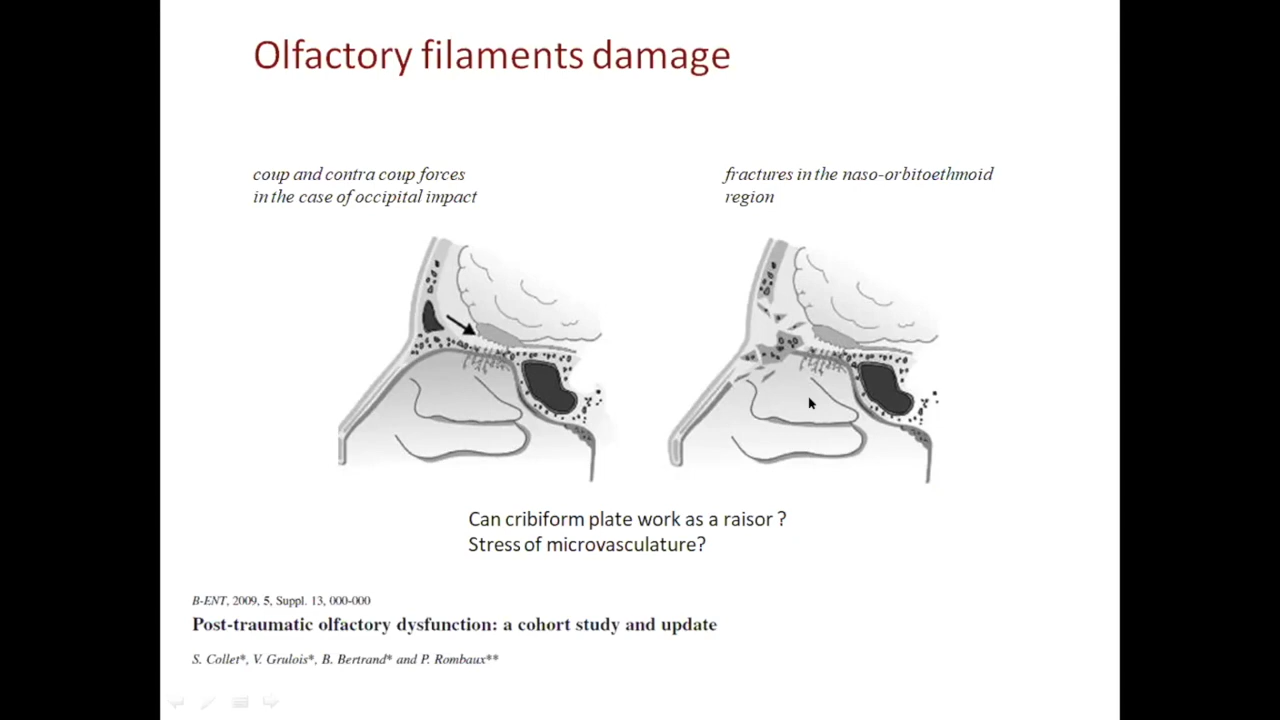 Olfactory filaments damage
coup and contra coup forces
in the case of occipital impact
fractures in the naso-orbitoethmoid
region
Can cribiform plate work as a raisor ?
Stress of microvasculature?
B-ENT, 2009, 5, Suppl. 13, 000-000
Post-traumatic olfactory dysfunction: a cohort study and update
S. Collet*, V. Grulois*, B. Bertrand* and P. Rombaux**